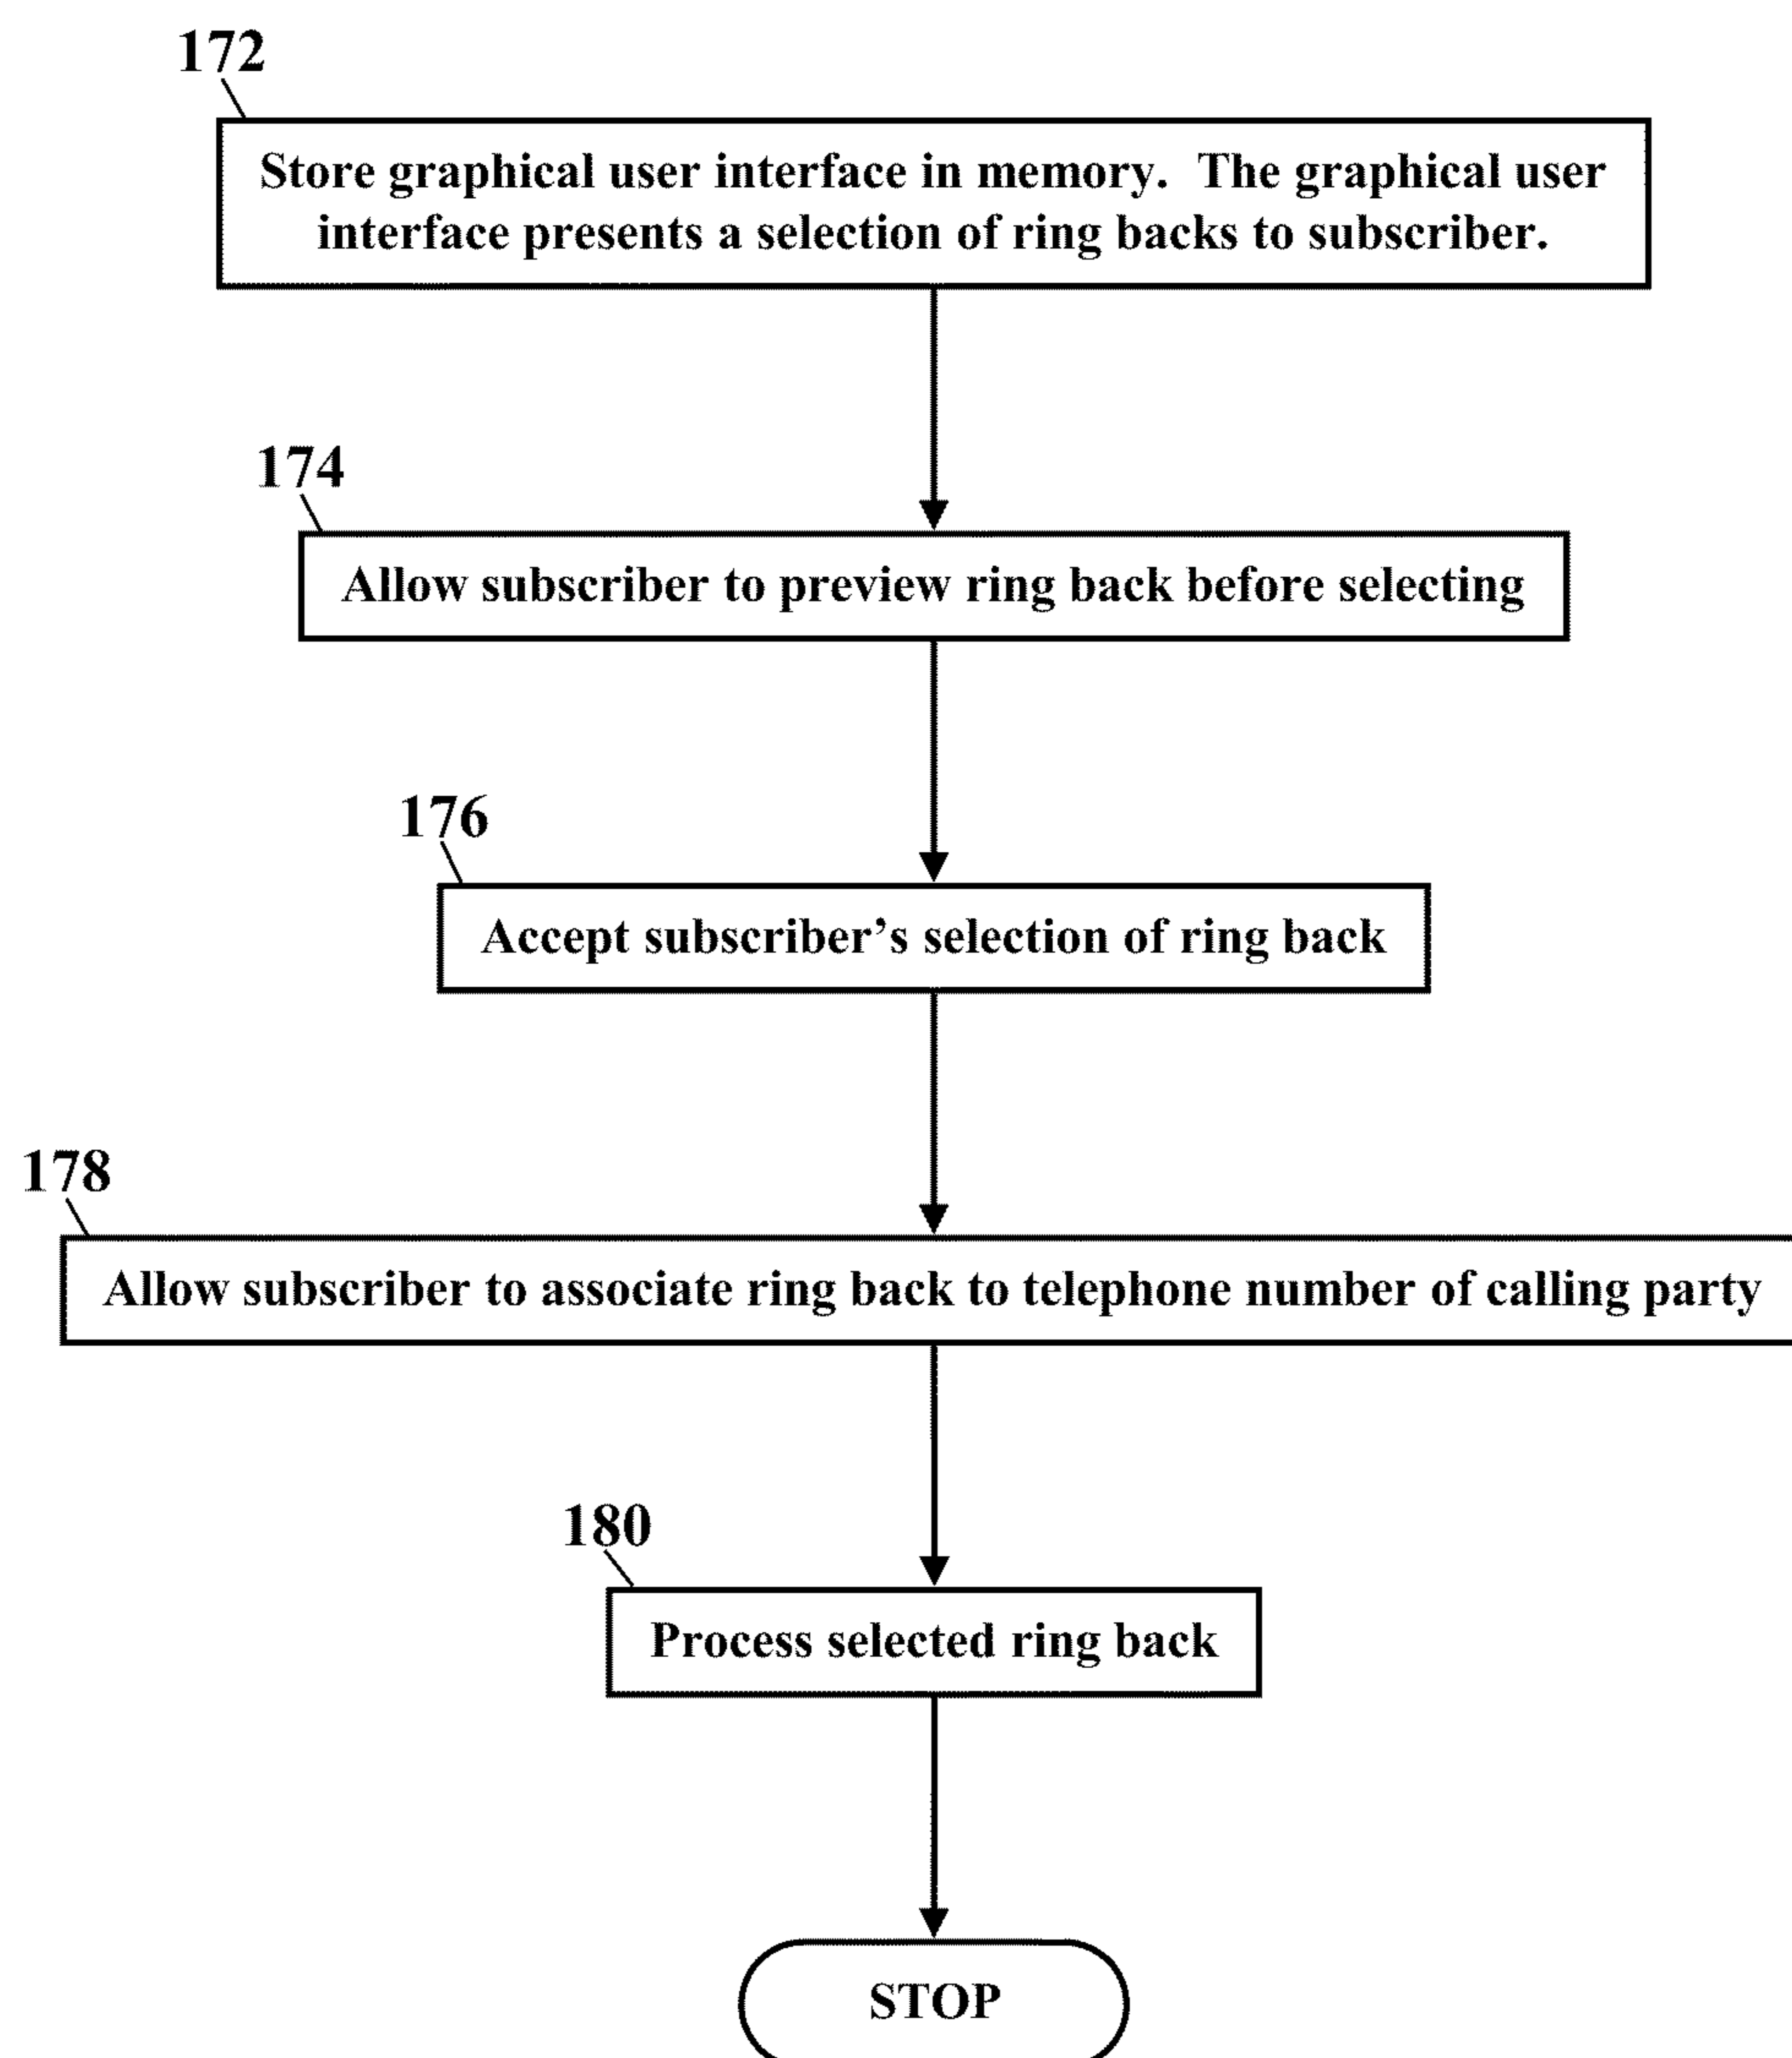 172
Store graphical user interface in memory.  The graphical user
interface presents a selection of ring backs to subscriber.
174
Allow subscriber to preview ring back before selecting
176
Accept subscriber’s selection of ring back
178
Allow subscriber to associate ring back to telephone number of calling party
180
Process selected ring back
STOP